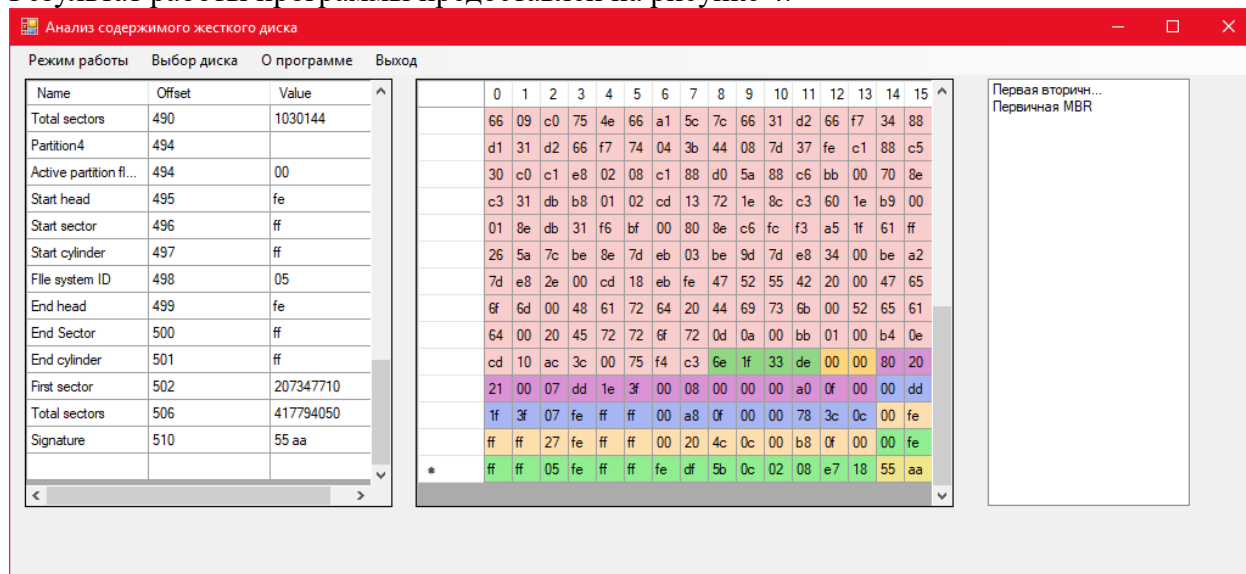 Результат работы программы предоставлен на рисунке
Анализ содержимого жесткого диска
Режим работы Выбор диска О программе Выход
Name Offset Value
Total sectors 490 1030144
Partition4 494
Active partition fl... 494 00
Start head 495 fe
Start sector 496 ff
Start cylinder 497 ff
FIle system ID 498 05
End head 499 fe
End Sector 500 ff
End cylinder 501 ff
First sector 502 207347710
Total sectors 506 417794050
Signature 510 55 aa
0 1 2 3 4 5 6 7 8 9 10 11 12 13 14 15
66 09 c0 75 4e 66 a1 5c 7c 66 31 d2 66 f7 34 88
d1 31 d2 66 f7 74 04 3b 44 08 7d 37 fe c1 88 c5
30 c0 c1 e8 02 08 c1 88 d0 5a 88 c6 bb 00 70 8e
c3 31 db b8 01 02 cd 13 72 1e 8c c3 60 1e b9 00
01 8e db 31 f6 bf 00 80 8e c6 fc f3 a5 1f 61 ff
26 5a 7c be 8e 7d eb 03 be 9d 7d e8 34 00 be a2
7d e8 2e 00 cd 18 eb fe 47 52 55 42 20 00 47 65
6f 6d 00 48 61 72 64 20 44 69 73 6b 00 52 65 61
64 00 20 45 72 72 6f 72 0d 0a 00 bb 01 00 b4 0e
cd 10 ac 3c 00 75 f4 c3 6e 1f 33 de 00 00 80 20
21 00 07 dd 1e 3f 00 08 00 00 00 a0 0f 00 00 dd
1f 3f 07 fe ff ff 00 a8 0f 00 00 78 3c 0c 00 fe
ff ff 27 fe ff ff 00 20 4c 0c 00 b8 0f 00 00 fe
ff ff 05 fe ff ff fe df 5b 0c 02 08 e7 18 55 aa
Первая вторичн...
Первичная MBR